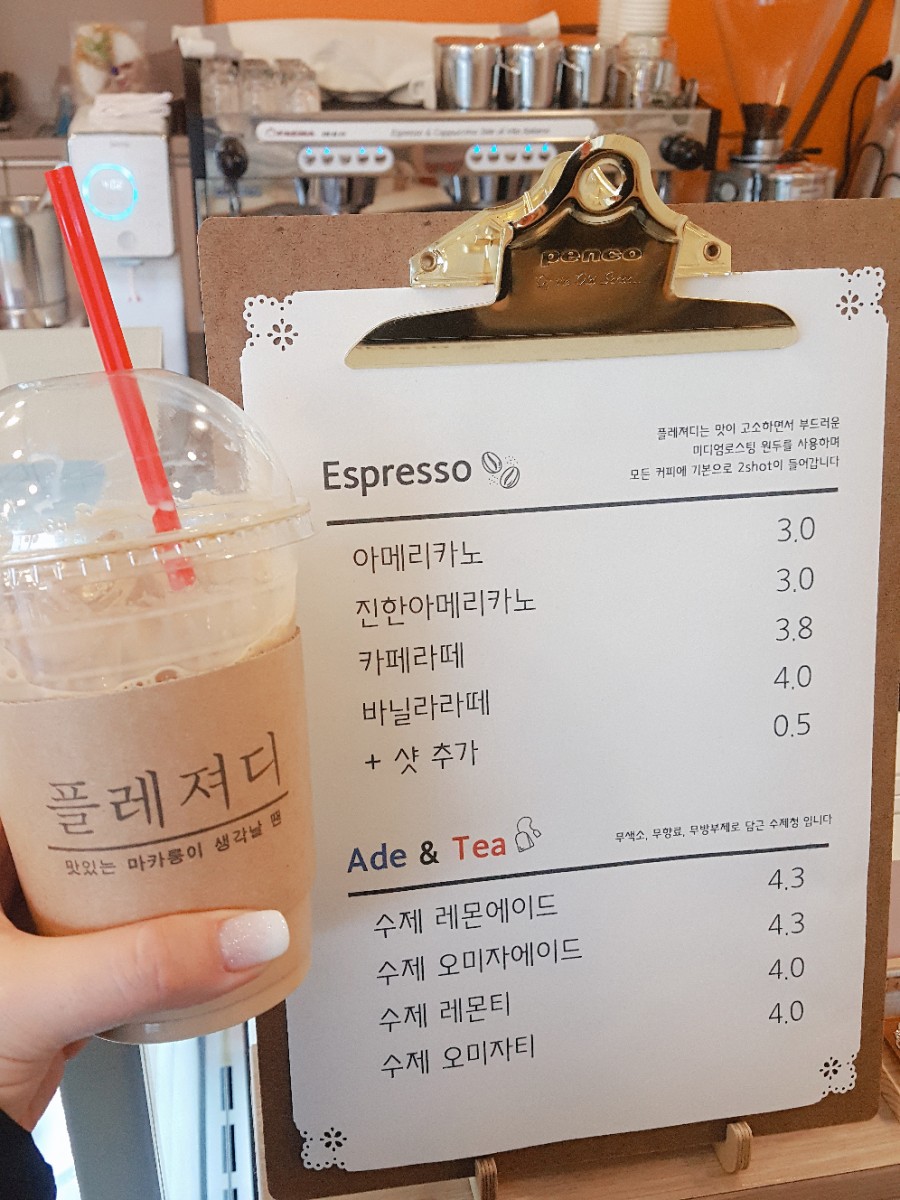 penco
플레져디는 맛이 고소하면서 부드러운
미디엄로스팅 원두를 사용하며
모든 커피에 기본으로 2shot이 들어갑니다
Espresso
아메리카노 3.0
진한아메리카노 3.0
카페라떼 3.8
바닐라라떼 4.0
+ 샷 추가 0.5
Ade & Tea
무색소, 무향료, 무방부제로 담근 수제청 입니다
수제 레몬에이드 4.3
수제 오미자에이드 4.3
수제 레몬티 4.0
수제 오미자티 4.0
플레져디
맛있는 마카롱이 생각날 땐